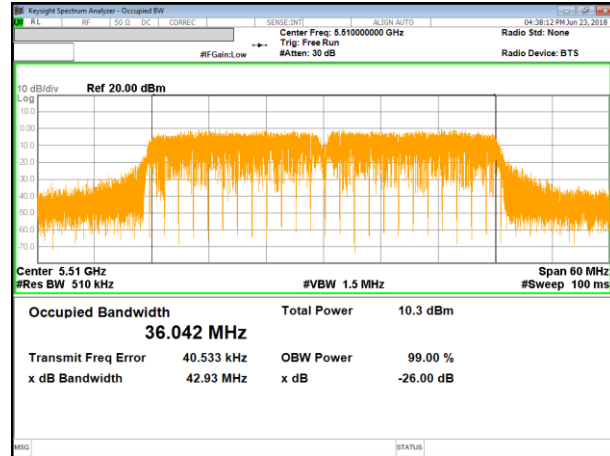 Keysight Spectrum Analyzer - Occupied BW
RL RF 50 Ω DC CORREC SENSE:INT ALIGN AUTO 04:38:12 PM Jun 23, 2018
Center Freq: 5.510000000 GHz Radio Std: None
Trig: Free Run
#IFGain:Low #Atten: 30 dB Radio Device: BTS
10 dB/div Ref 20.00 dBm
Log
10.0
0.00
-10.0
-20.0
-30.0
-40.0
-50.0
-60.0
-70.0
Center 5.51 GHz Span 60 MHz
#Res BW 510 kHz #VBW 1.5 MHz #Sweep 100 ms
Occupied Bandwidth Total Power 10.3 dBm
36.042 MHz
Transmit Freq Error 40.533 kHz OBW Power 99.00 %
x dB Bandwidth 42.93 MHz x dB -26.00 dB
MSG STATUS